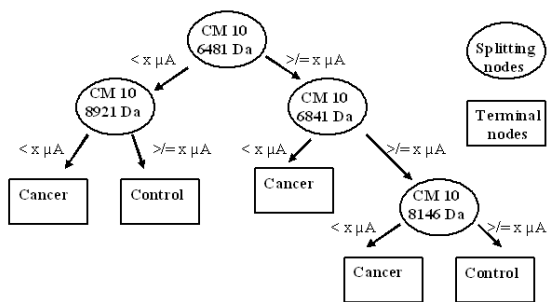 CM 10
6481 Da
Splitting
nodes
< x µA
>/= x µA
CM 10
8921 Da
CM 10
6841 Da
Terminal
nodes
< x µA
>/= x µA
< x µA
>/= x µA
Cancer
Control
Cancer
CM 10
8146 Da
< x µA
>/= x µA
Cancer
Control